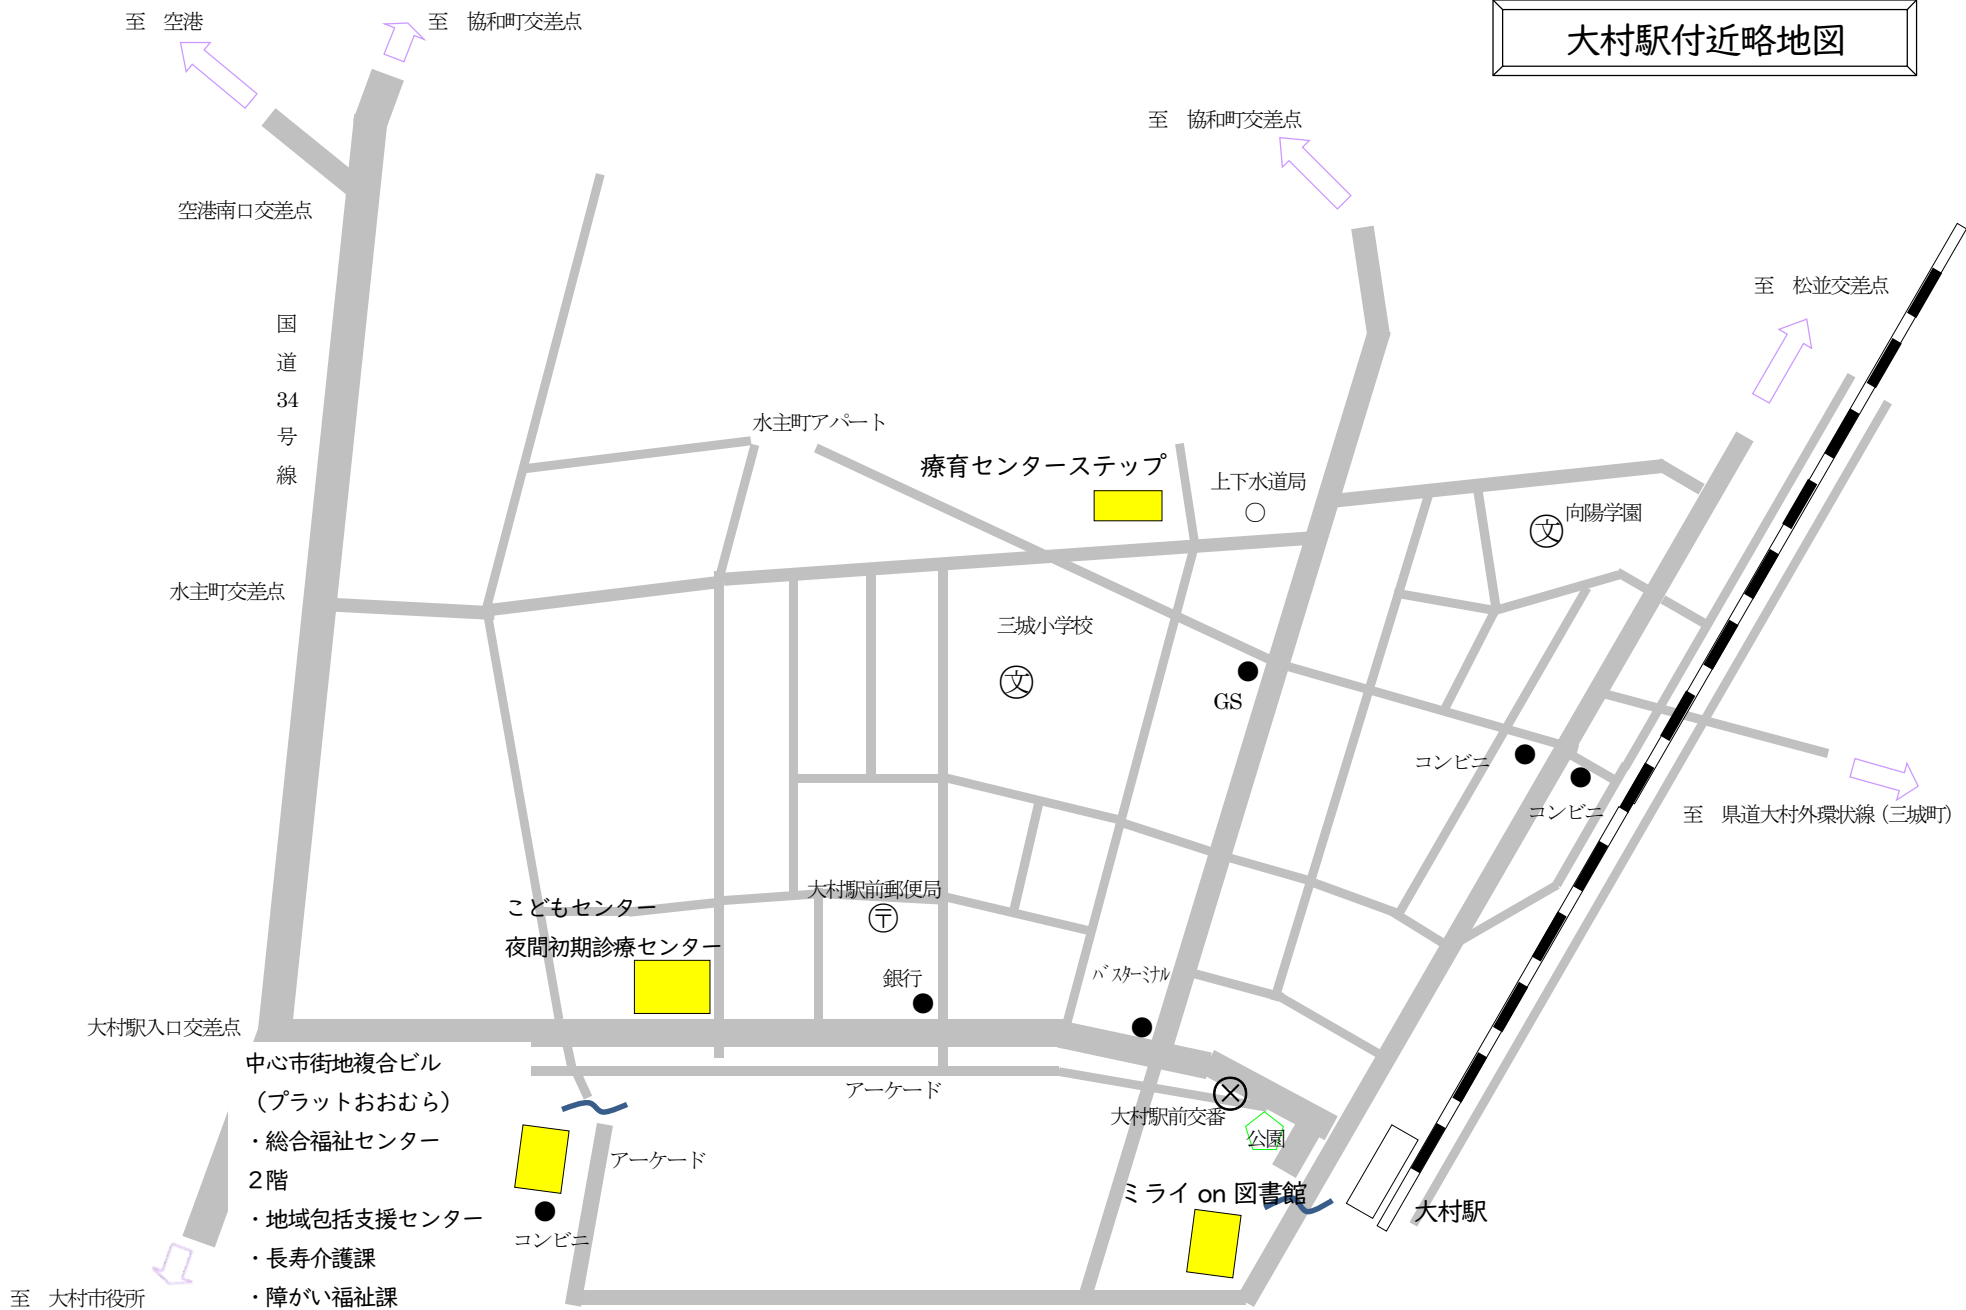 大村駅付近略地図
至　空港
至　協和町交差点
至　協和町交差点
空港南口交差点
至　松並交差点
国道34号線
水主町アパート
療育センターステップ
上下水道局
文
向陽学園
水主町交差点
三城小学校
文
GS
コンビニ
コンビニ
至　県道大村外環状線（三城町）
大村駅前郵便局
〒
こどもセンター
夜間初期診療センター
銀行
バスターミナル
大村駅入口交差点
中心市街地複合ビル
（プラットおおむら）
・総合福祉センター
２階
・地域包括支援センター
・長寿介護課
・障がい福祉課
アーケード
大村駅前交番
公園
アーケード
ミライ on 図書館
大村駅
コンビニ
至　大村市役所